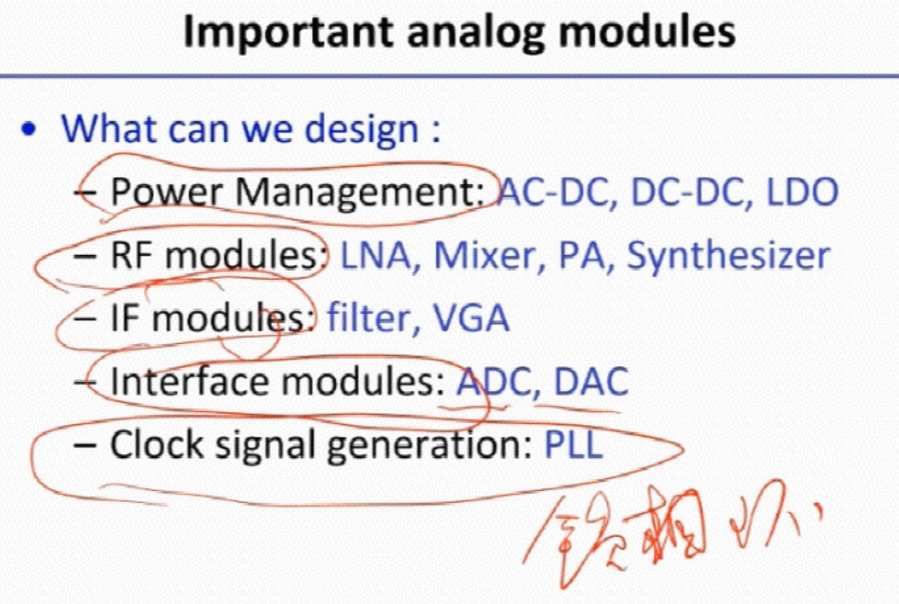 Important analog modules
• What can we design :
– Power Management: AC-DC, DC-DC, LDO
– RF modules: LNA, Mixer, PA, Synthesizer
– IF modules: filter, VGA
– Interface modules: ADC, DAC
– Clock signal generation: PLL
锁相环